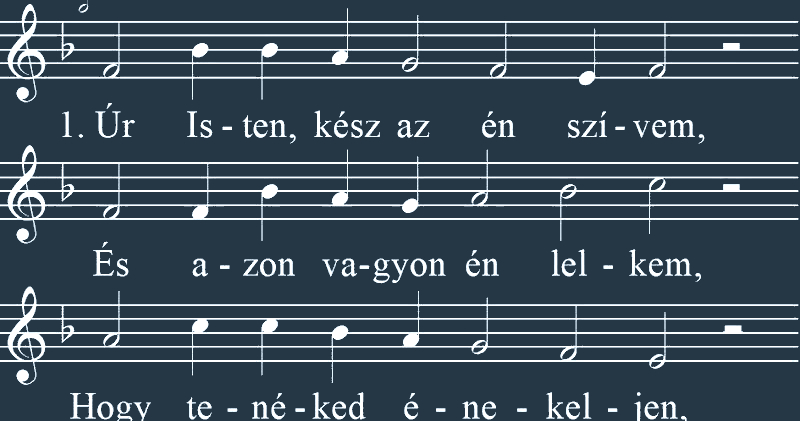 1. Úr Is - ten, kész az én szí - vem,
És a - zon va - gyon én lel - kem,
Hogy te - né - ked é - ne - kel - jen,